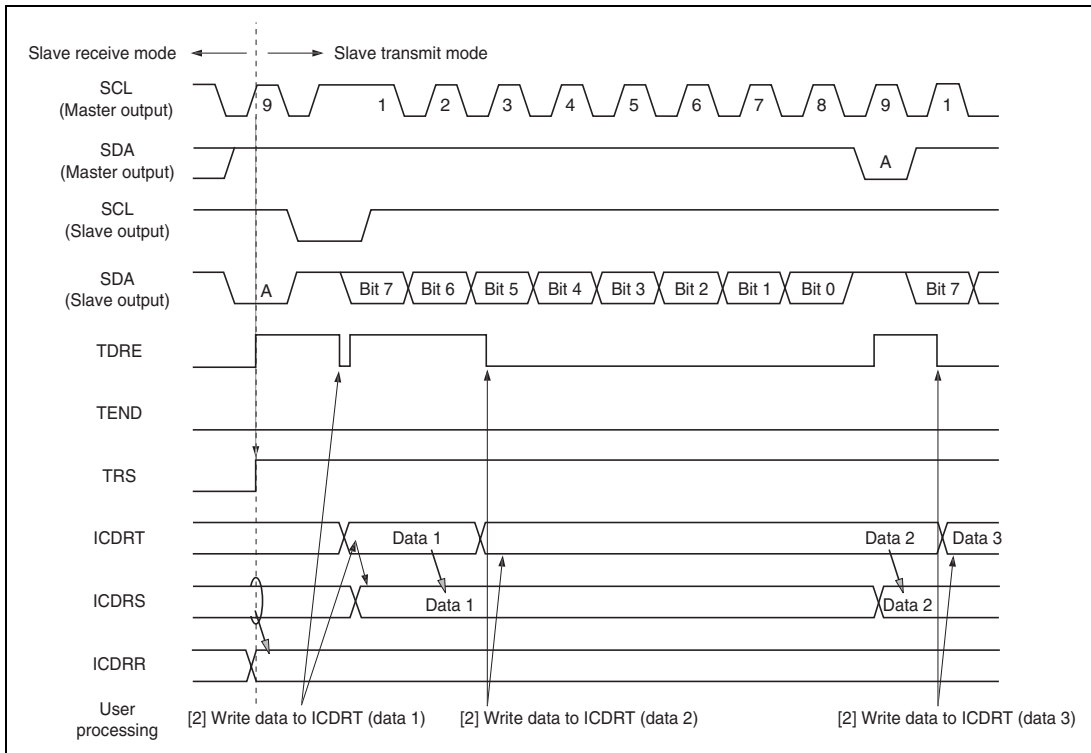 Slave receive mode
Slave transmit mode
SCL
(Master output)
9 1 2 3 4 5 6 7 8 9 1
SDA
(Master output)
A
SCL
(Slave output)
SDA
(Slave output)
A Bit 7 Bit 6 Bit 5 Bit 4 Bit 3 Bit 2 Bit 1 Bit 0 Bit 7
TDRE
TEND
TRS
ICDRT
Data 1 Data 2 Data 3
ICDRS
Data 1 Data 2
ICDRR
User
processing
[2] Write data to ICDRT (data 1) [2] Write data to ICDRT (data 2) [2] Write data to ICDRT (data 3)